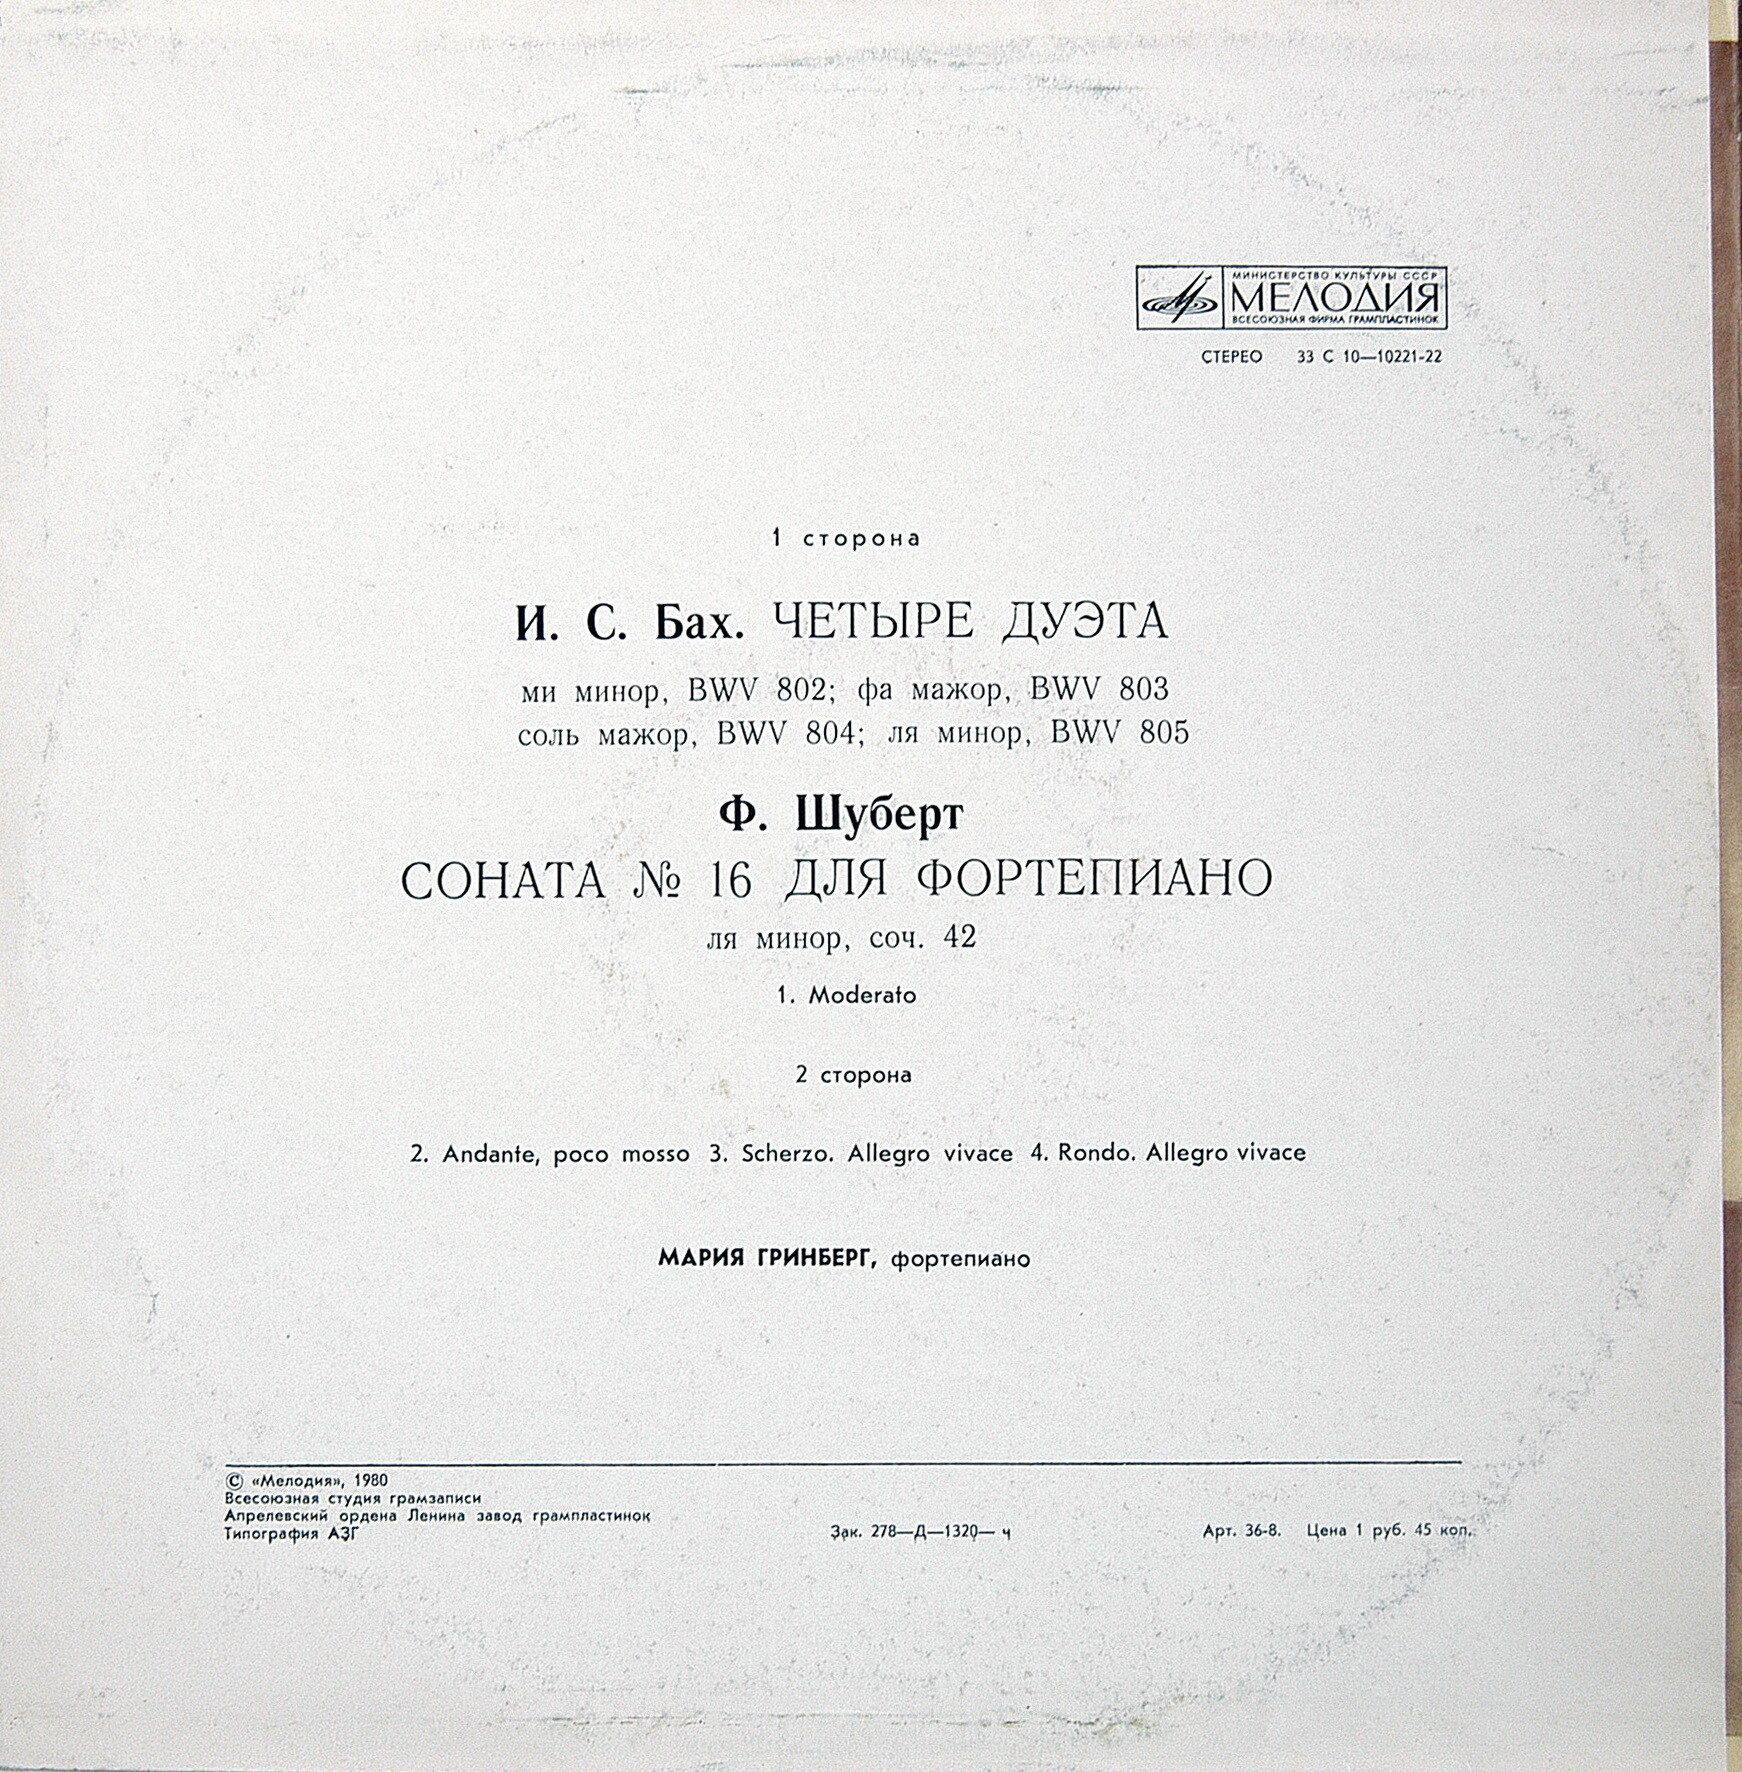 МИНИСТЕРСТВО КУЛЬТУРЫ СССР
МЕЛОДИЯ
ВСЕСОЮЗНАЯ ФИРМА ГРАМПЛАСТИНОК
СТЕРЕО 33 С 10—10221-22
1 сторона
И. С. Бах. ЧЕТЫРЕ ДУЭТА
ми минор, BWV 802; фа мажор, BWV 803
соль мажор, BWV 804; ля минор, BWV 805
Ф. Шуберт
СОНАТА № 16 ДЛЯ ФОРТЕПИАНО
ля минор, соч. 42
1. Moderato
2 сторона
2. Andante, poco mosso 3. Scherzo. Allegro vivace 4. Rondo. Allegro vivace
МАРИЯ ГРИНБЕРГ, фортепиано
© «Мелодия», 1980
Всесоюзная студия грамзаписи
Апрелевский ордена Ленина завод грампластинок
Типография АЗГ
Зак. 278—Д—1320— ч
Арт. 36-8. Цена 1 руб. 45 коп.